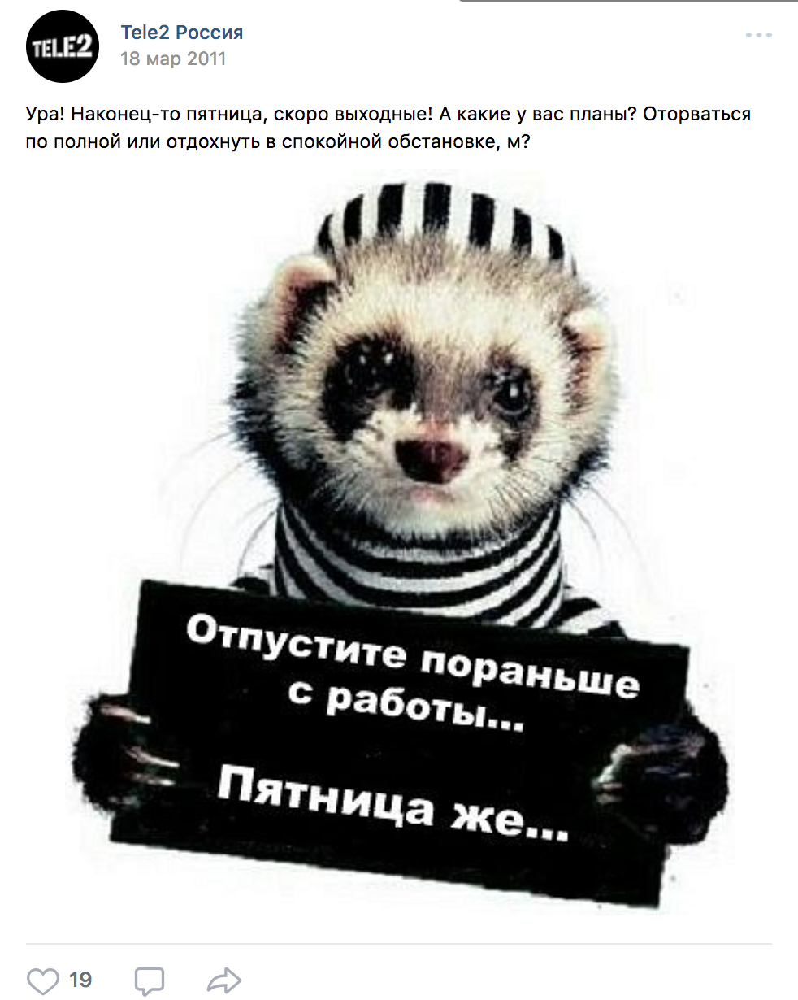 TELE2
Tele2 Россия
18 мар 2011
Ура! Наконец-то пятница, скоро выходные! А какие у вас планы? Оторваться
по полной или отдохнуть в спокойной обстановке, м?
Отпустите пораньше
с работы...
Пятница же...
19